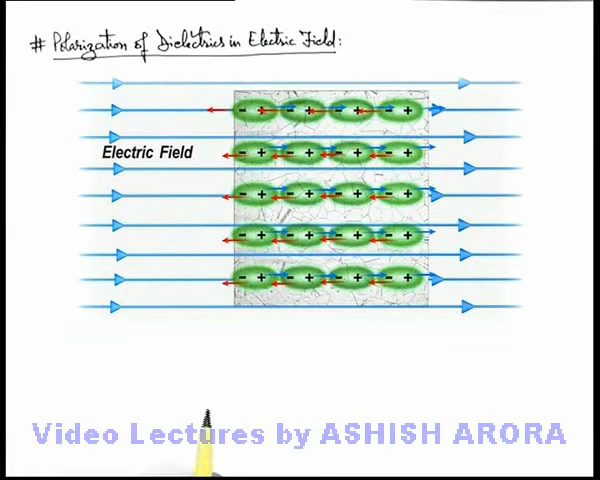 # Polarization of Dielectrics in Electric Field:
- + - + - + - +
Electric Field
- + - + - + - +
- + - + - + - +
- + - + - + - +
- + - + - + - +
Video Lectures by ASHISH ARORA